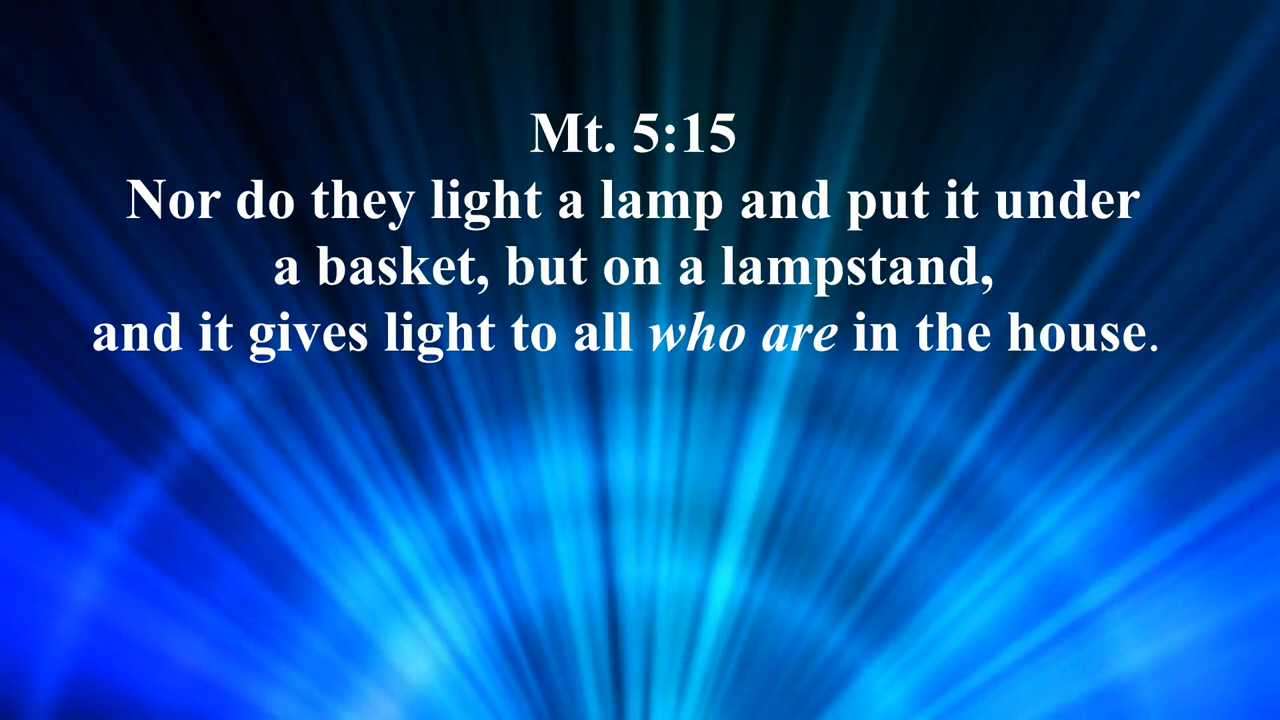 Mt. 5:15
Nor do they light a lamp and put it under
a basket, but on a lampstand,
and it gives light to all who are in the house.